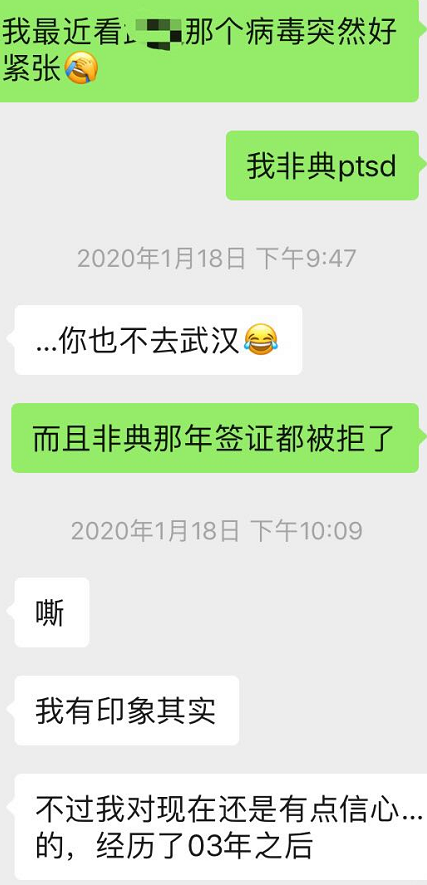 我最近看 那个病毒突然好
紧张
我非典ptsd
2020年1月18日 下午9:47
...你也不去武汉
而且非典那年签证都被拒了
2020年1月18日 下午10:09
嘶
我有印象其实
不过我对现在还是有点信心...
的，经历了03年之后